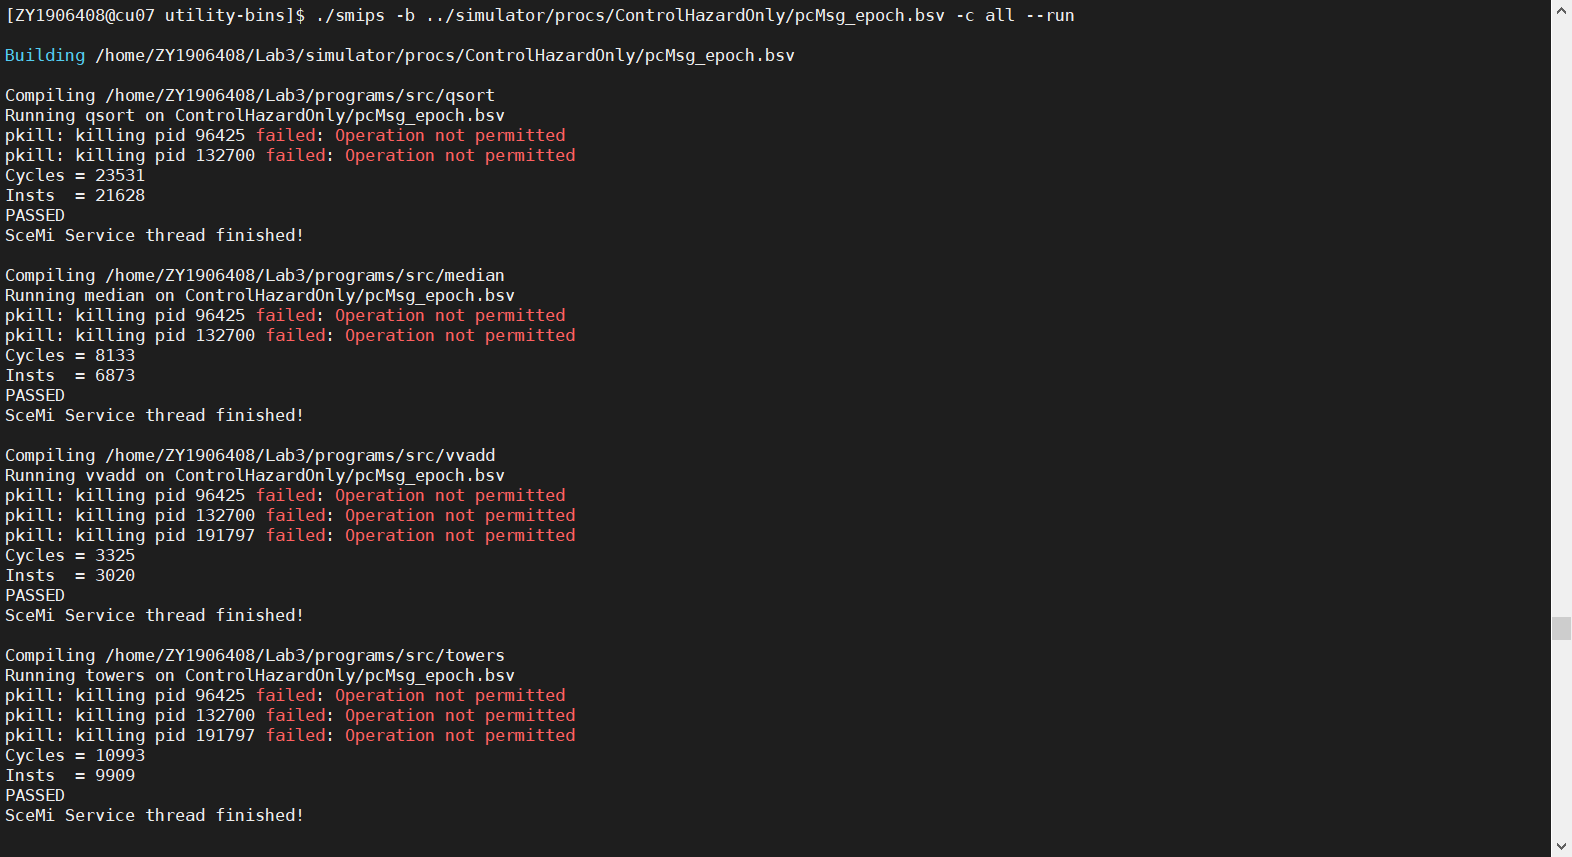 [ZY1906408@cu07 utility-bins]$ ./smips -b ../simulator/procs/ControlHazardOnly/pcMsg_epoch.bsv -c all --run
Building /home/ZY1906408/Lab3/simulator/procs/ControlHazardOnly/pcMsg_epoch.bsv
Compiling /home/ZY1906408/Lab3/programs/src/qsort
Running qsort on ControlHazardOnly/pcMsg_epoch.bsv
pkill: killing pid 96425 failed: Operation not permitted
pkill: killing pid 132700 failed: Operation not permitted
Cycles = 23531
Insts  = 21628
PASSED
SceMi Service thread finished!
Compiling /home/ZY1906408/Lab3/programs/src/median
Running median on ControlHazardOnly/pcMsg_epoch.bsv
pkill: killing pid 96425 failed: Operation not permitted
pkill: killing pid 132700 failed: Operation not permitted
Cycles = 8133
Insts  = 6873
PASSED
SceMi Service thread finished!
Compiling /home/ZY1906408/Lab3/programs/src/vvadd
Running vvadd on ControlHazardOnly/pcMsg_epoch.bsv
pkill: killing pid 96425 failed: Operation not permitted
pkill: killing pid 132700 failed: Operation not permitted
pkill: killing pid 191797 failed: Operation not permitted
Cycles = 3325
Insts  = 3020
PASSED
SceMi Service thread finished!
Compiling /home/ZY1906408/Lab3/programs/src/towers
Running towers on ControlHazardOnly/pcMsg_epoch.bsv
pkill: killing pid 96425 failed: Operation not permitted
pkill: killing pid 132700 failed: Operation not permitted
pkill: killing pid 191797 failed: Operation not permitted
Cycles = 10993
Insts  = 9909
PASSED
SceMi Service thread finished!